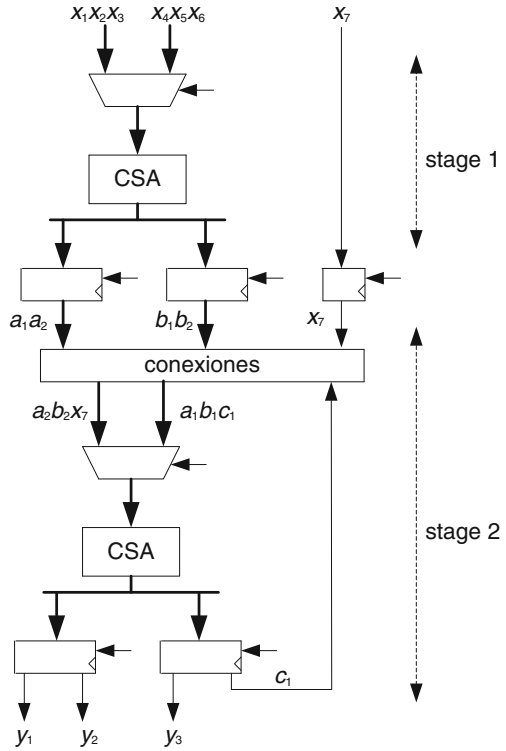 x₁x₂x₃ x₄x₅x₆ x₇
stage 1
CSA
a₁a₂ b₁b₂ x₇
conexiones
a₂b₂x₇ a₁b₁c₁
stage 2
CSA
c₁
y₁ y₂ y₃